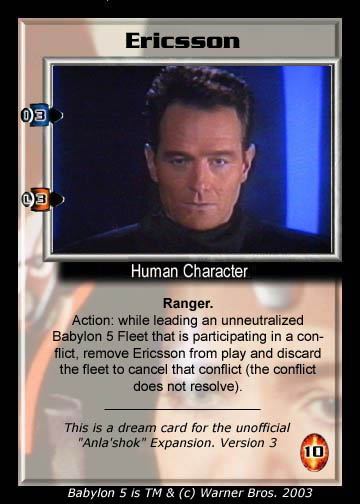 Ericsson
D 3
L 3
Human Character
Ranger.
Action: while leading an unneutralized
Babylon 5 Fleet that is participating in a con-
flict, remove Ericsson from play and discard
the fleet to cancel that conflict (the conflict
does not resolve).
This is a dream card for the unofficial
"Anla'shok" Expansion. Version 3
10
Babylon 5 is TM & (c) Warner Bros. 2003